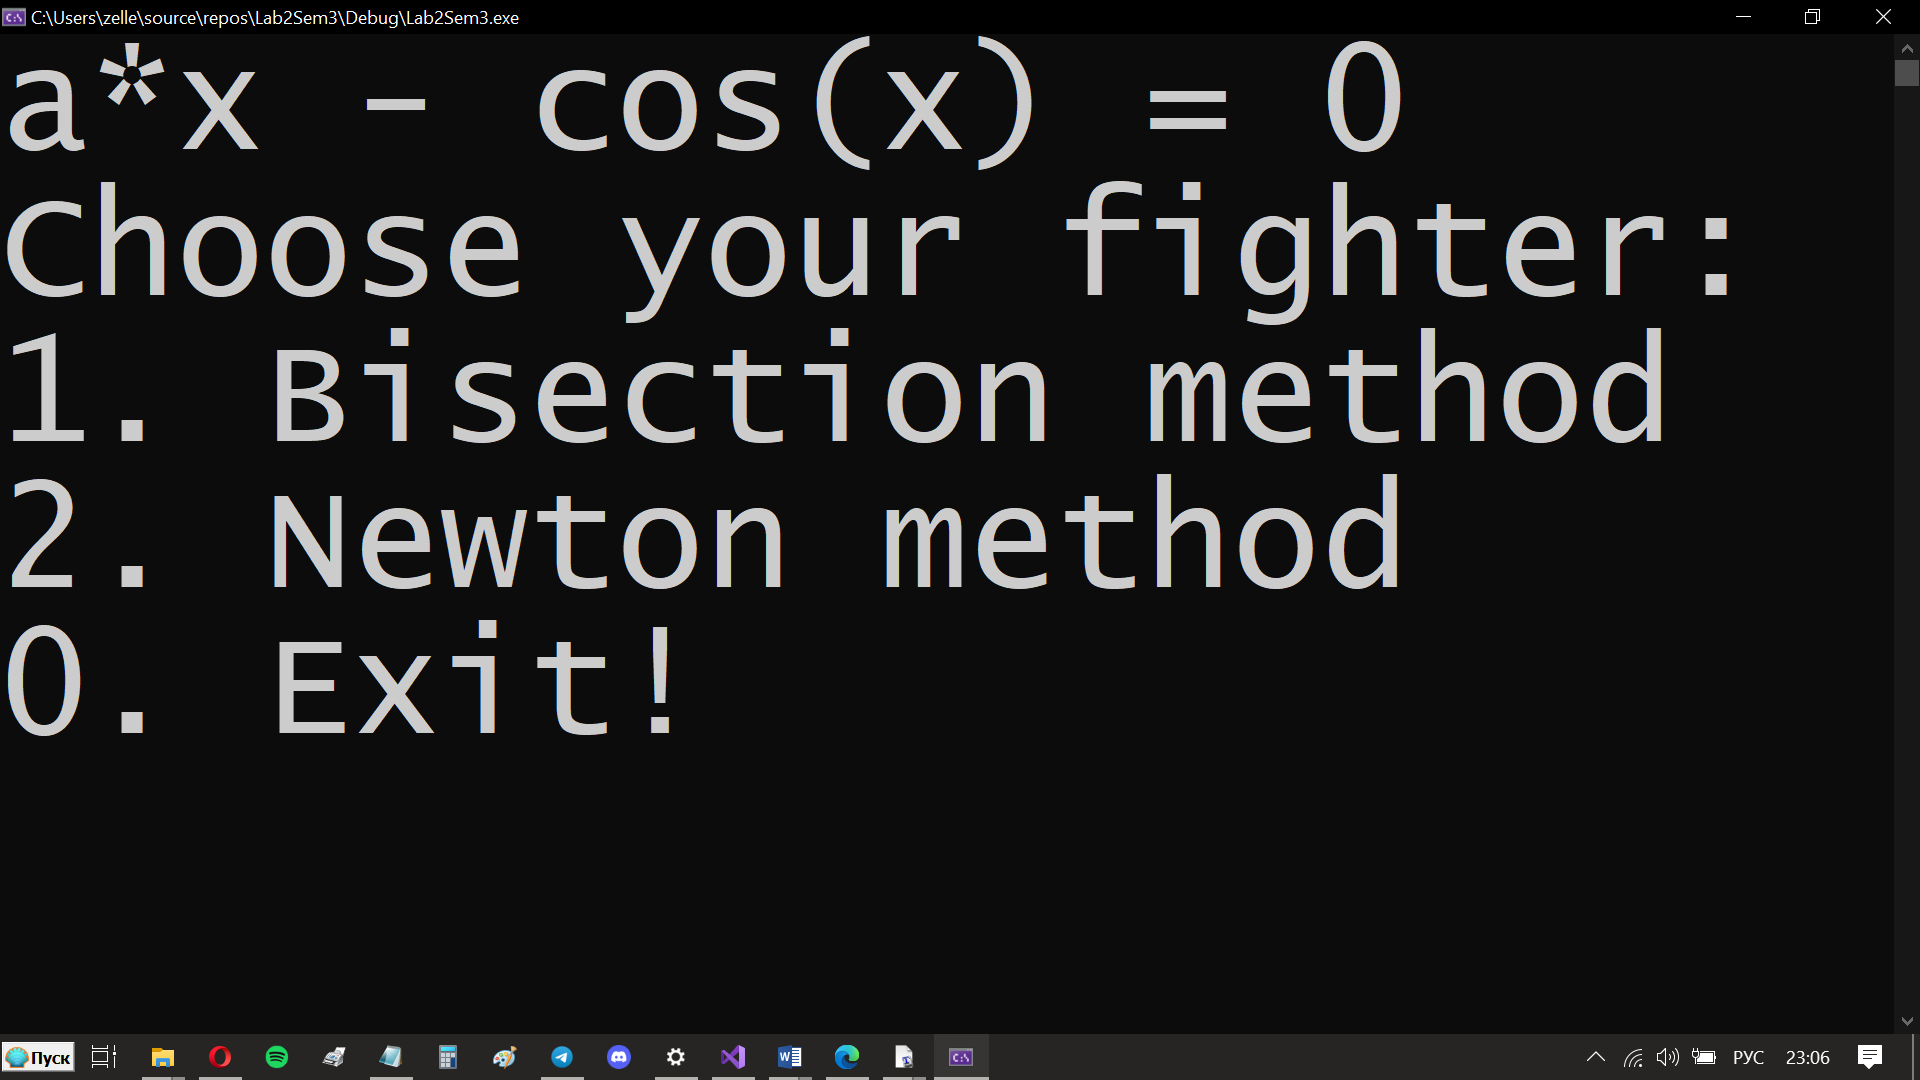 C:\Users\zelle\source\repos\Lab2Sem3\Debug\Lab2Sem3.exe
a*x - cos(x) = 0
Choose your fighter:
1. Bisection method
2. Newton method
0. Exit!
Пуск
РУС
23:06